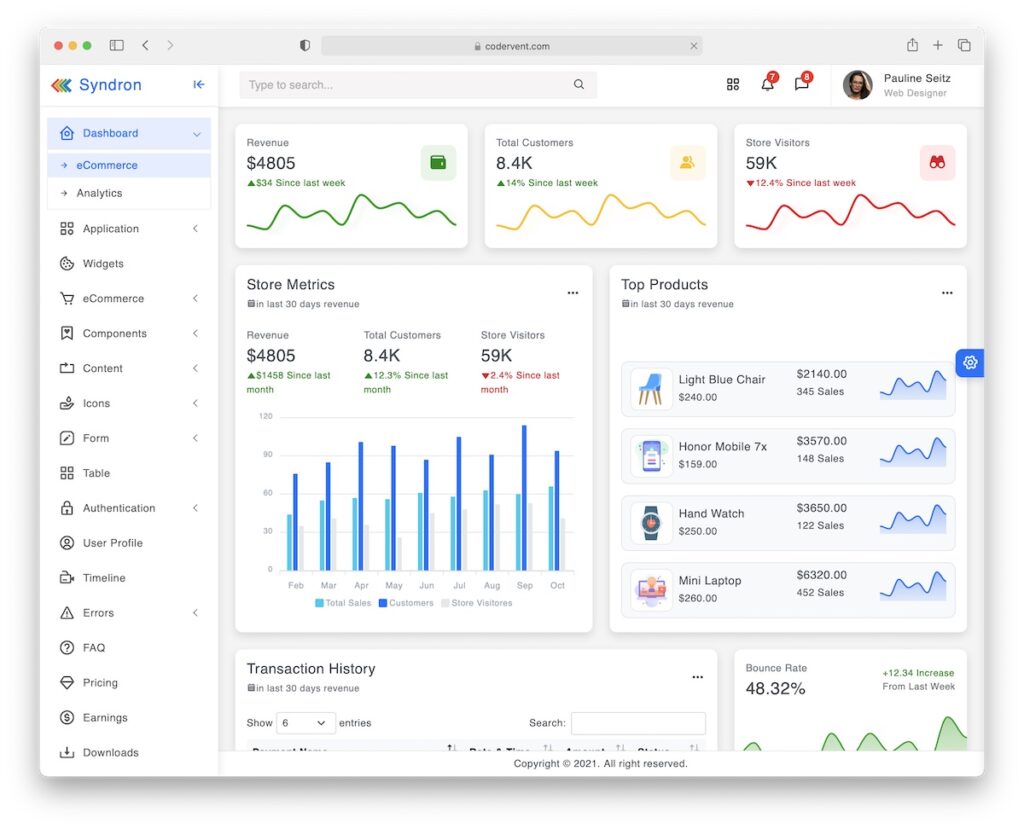 codervent.com
Syndron
Type to search...
7
8
Pauline Seitz
Web Designer
Dashboard
eCommerce
Analytics
Application
Widgets
eCommerce
Components
Content
Icons
Form
Table
Authentication
User Profile
Timeline
Errors
FAQ
Pricing
Earnings
Downloads
Revenue
$4805
$34 Since last week
Total Customers
8.4K
14% Since last week
Store Visitors
59K
12.4% Since last week
Store Metrics
in last 30 days revenue
Revenue
$4805
$1458 Since last
month
Total Customers
8.4K
12.3% Since last
month
Store Visitors
59K
2.4% Since last
month
120
90
60
30
0
Feb Mar Apr May Jun Jul Aug Sep Oct
Total Sales Customers Store Visitores
Top Products
in last 30 days revenue
Light Blue Chair
$240.00
$2140.00
345 Sales
Honor Mobile 7x
$159.00
$3570.00
148 Sales
Hand Watch
$250.00
$3650.00
122 Sales
Mini Laptop
$260.00
$6320.00
452 Sales
Transaction History
in last 30 days revenue
Show 6 entries
Search:
Payment Name Date & Time Amount Status
Bounce Rate
48.32%
+12.34 Increase
From Last Week
Copyright © 2021. All right reserved.